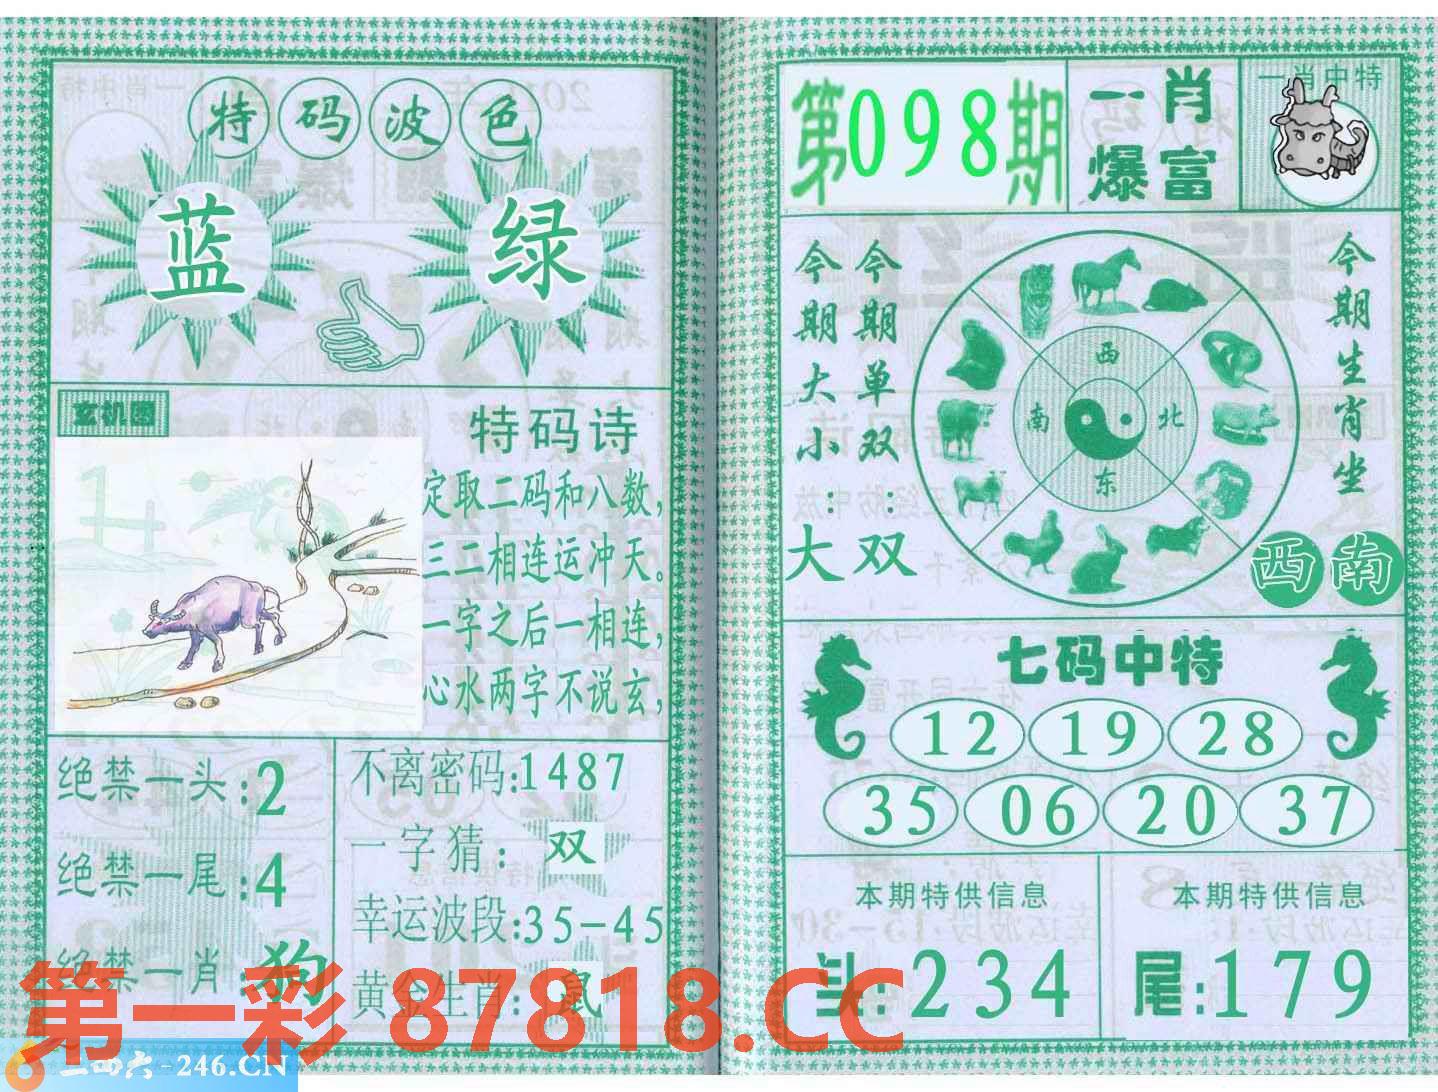 特码波色
蓝 绿
玄机图
特码诗
定取二码和八数,
三二相连运冲天。
一字之后一相连,
心水两字不说玄,
绝禁一头:2
绝禁一尾:4
绝禁一肖:狗
不离密码:1487
一字猜:双
幸运波段:35-45
黄金生肖:鼠
第098期
一肖
爆富
一肖中特
今期大小:大
今期单双:双
西
南 北
东
今期生肖坐
西南
七码中特
12 19 28
35 06 20 37
本期特供信息
头:234
本期特供信息
尾:179
第一彩 87818.CC
二四六-246.CN